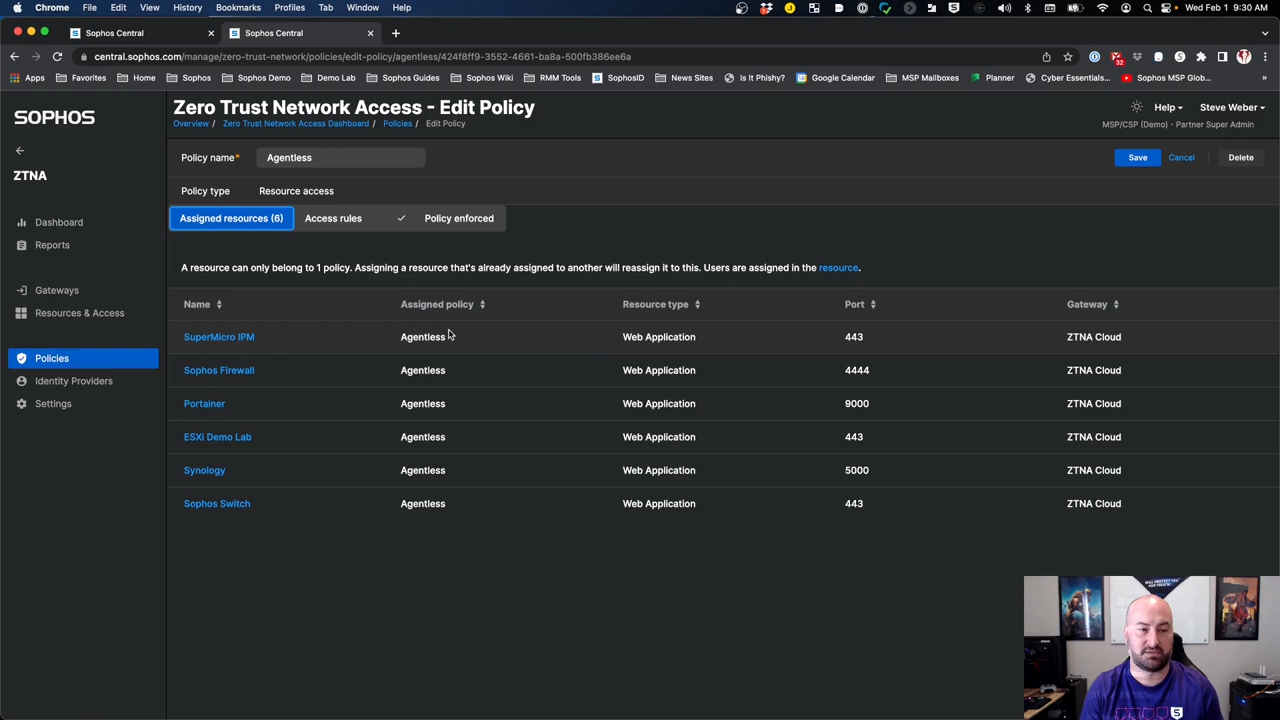 Chrome File Edit View History Bookmarks Profiles Tab Window Help Wed Feb 1 9:30 AM
Sophos Central Sophos Central
central.sophos.com/manage/zero-trust-network/policies/edit-policy/agentless/424f8ff9-3552-4661-ba8a-500fb386ee6a
Apps Favorites Home Sophos Sophos Demo Demo Lab Sophos Guides Sophos Wiki RMM Tools SophosID News Sites Is It Phishy? Google Calendar MSP Mailboxes Planner Cyber Essentials... Sophos MSP Glob... »
SOPHOS
Zero Trust Network Access - Edit Policy
Help Steve Weber
Overview / Zero Trust Network Access Dashboard / Policies / Edit Policy
MSP/CSP (Demo) · Partner Super Admin
ZTNA
Dashboard
Reports
Gateways
Resources & Access
Policies
Identity Providers
Settings
Policy name* Agentless Save Cancel Delete
Policy type Resource access
Assigned resources (6) Access rules Policy enforced
A resource can only belong to 1 policy. Assigning a resource that's already assigned to another will reassign it to this. Users are assigned in the resource.
Name Assigned policy Resource type Port Gateway
SuperMicro IPM Agentless Web Application 443 ZTNA Cloud
Sophos Firewall Agentless Web Application 4444 ZTNA Cloud
Portainer Agentless Web Application 9000 ZTNA Cloud
ESXi Demo Lab Agentless Web Application 443 ZTNA Cloud
Synology Agentless Web Application 5000 ZTNA Cloud
Sophos Switch Agentless Web Application 443 ZTNA Cloud